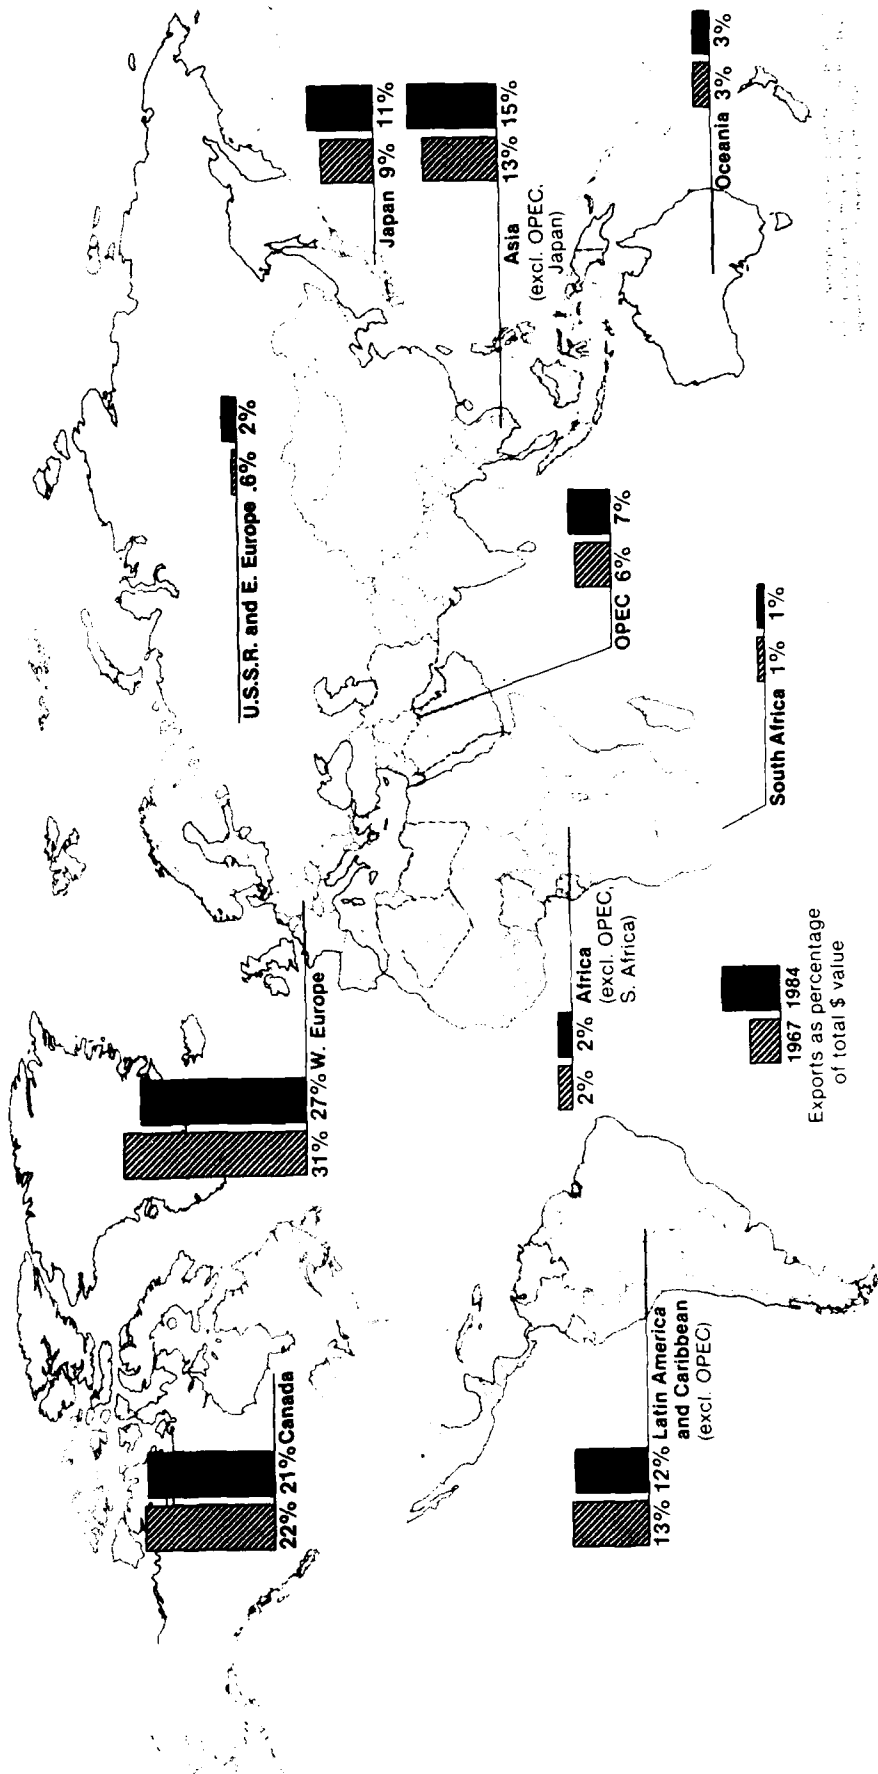 22% 21% Canada
31% 27% W. Europe
U.S.S.R. and E. Europe .6% 2%
Japan 9% 11%
13% 15%
Asia
(excl. OPEC,
Japan)
OPEC 6% 7%
Oceania 3% 3%
2% 2% Africa
(excl. OPEC,
S. Africa)
South Africa 1% 1%
13% 12% Latin America
and Caribbean
(excl. OPEC)
1967 1984
Exports as percentage
of total $ value